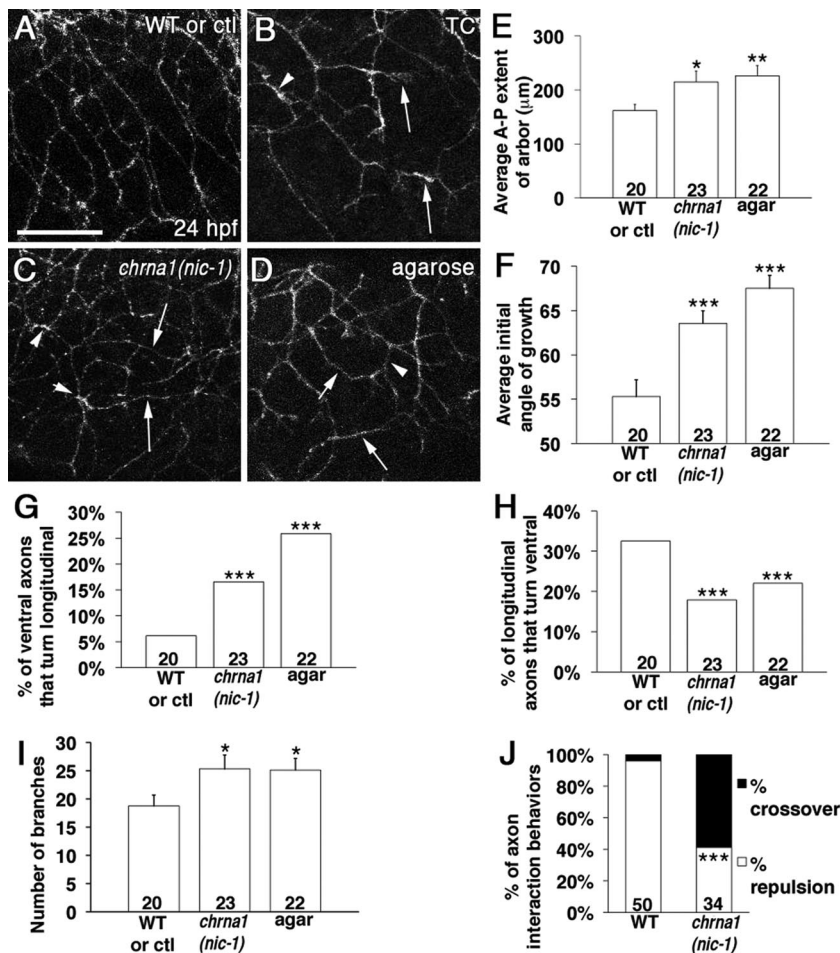 A WT or ctl
24 hpf
B TC
C chrna1(nic-1)
D agarose
E
Average A-P extent
of arbor (μm)
300
200
100
0
20 23 22
* **
WT chrna1 agar
or ctl (nic-1)
F
Average initial
angle of growth
70
65
60
55
50
20 23 22
*** ***
WT chrna1 agar
or ctl (nic-1)
G
% of ventral axons
that turn longitudinal
30%
25%
20%
15%
10%
5%
0%
20 23 22
*** ***
WT chrna1 agar
or ctl (nic-1)
H
% of longitudinal
axons that turn ventral
40%
30%
20%
10%
0%
20 23 22
*** ***
WT chrna1 agar
or ctl (nic-1)
I
Number of branches
30
25
20
15
10
5
0
20 23 22
* *
WT chrna1 agar
or ctl (nic-1)
J
% of axon
interaction behaviors
100%
80%
60%
40%
20%
0%
***
50 34
WT chrna1
(nic-1)
%
crossover
%
repulsion